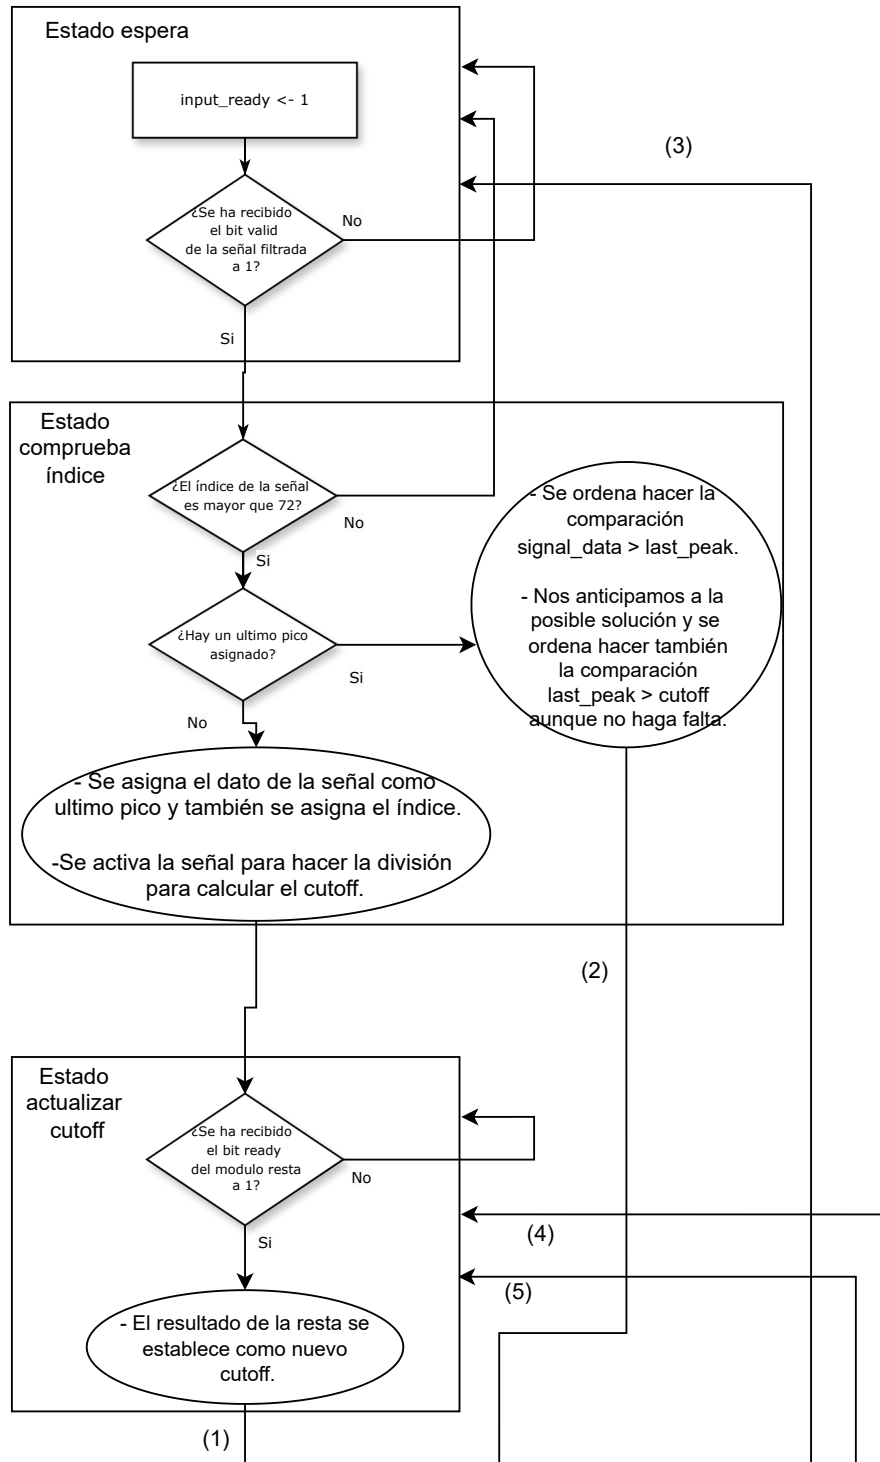 Estado espera
input_ready <- 1
(3)
¿Se ha recibido
el bit valid
de la señal filtrada
a 1?
No
Si
Estado
comprueba
índice
¿El índice de la señal
es mayor que 72?
No
Si
- Se ordena hacer la
comparación
signal_data > last_peak.
- Nos anticipamos a la
posible solución y se
ordena hacer también
la comparación
last_peak > cutoff
aunque no haga falta.
¿Hay un ultimo pico
asignado?
Si
No
- Se asigna el dato de la señal como
ultimo pico y también se asigna el índice.
-Se activa la señal para hacer la división
para calcular el cutoff.
(2)
Estado
actualizar
cutoff
¿Se ha recibido
el bit ready
del modulo resta
a 1?
No
Si
(4)
(5)
- El resultado de la resta se
establece como nuevo
cutoff.
(1)